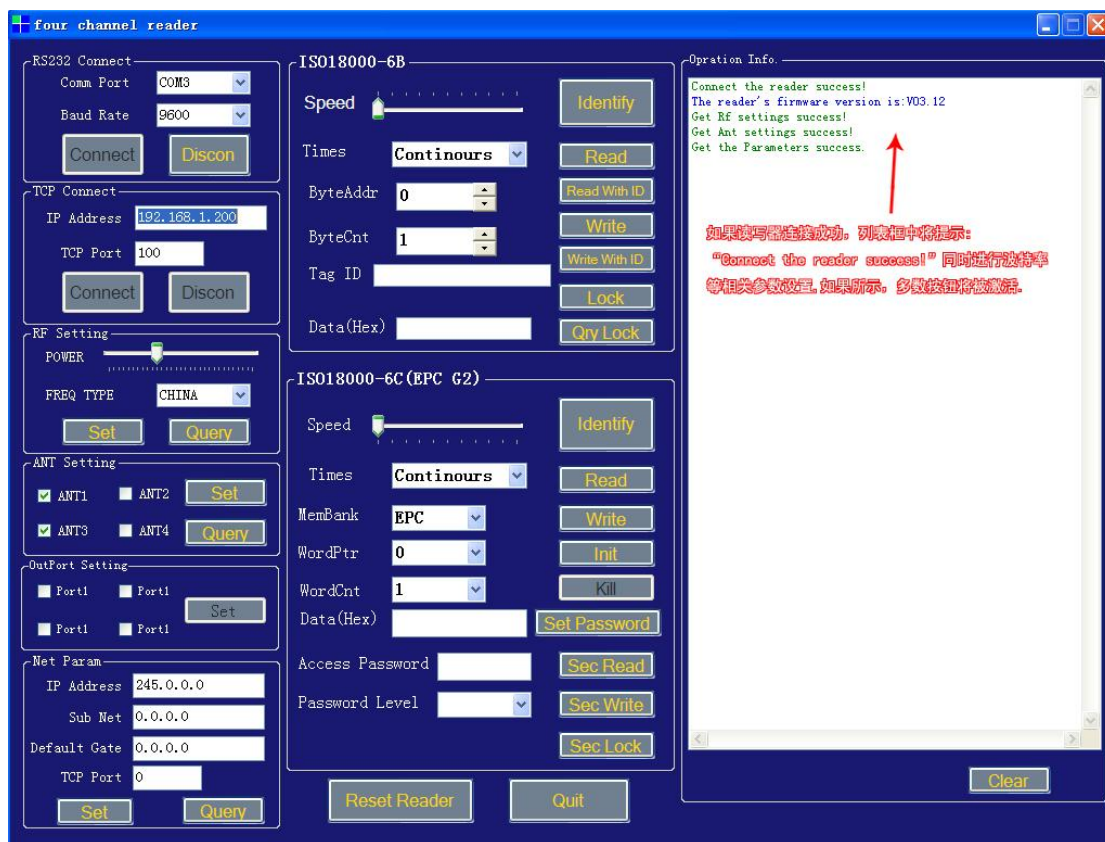 four channel reader
RS232 Connect
Comm Port COM3
Baud Rate 9600
Connect Discon
TCP Connect
IP Address 192.168.1.200
TCP Port 100
Connect Discon
RF Setting
POWER
FREQ TYPE CHINA
Set Query
ANT Setting
ANT1 ANT2 Set
ANT3 ANT4 Query
OutPort Setting
Port1 Port1 Set
Port1 Port1
Net Param
IP Address 245.0.0.0
Sub Net 0.0.0.0
Default Gate 0.0.0.0
TCP Port 0
Set Query
ISO18000-6B
Speed Identify
Times Continours Read
ByteAddr 0 Read With ID
ByteCnt 1 Write
Write With ID
Tag ID
Lock
Data(Hex) Qry Lock
ISO18000-6C(EPC G2)
Speed Identify
Times Continours Read
MemBank EPC Write
WordPtr 0 Init
WordCnt 1 Kill
Data(Hex) Set Password
Access Password Sec Read
Password Level Sec Write
Sec Lock
Reset Reader Quit
Opration Info.
Connect the reader success!
The reader's firmware version is:V03.12
Get Rf settings success!
Get Ant settings success!
Get the Parameters success.
如果读写器连接成功，列表框中将提示：
“Connect the reader success!”同时进行波特率
等相关参数设置.如果所示，多数按钮将被激活.
Clear